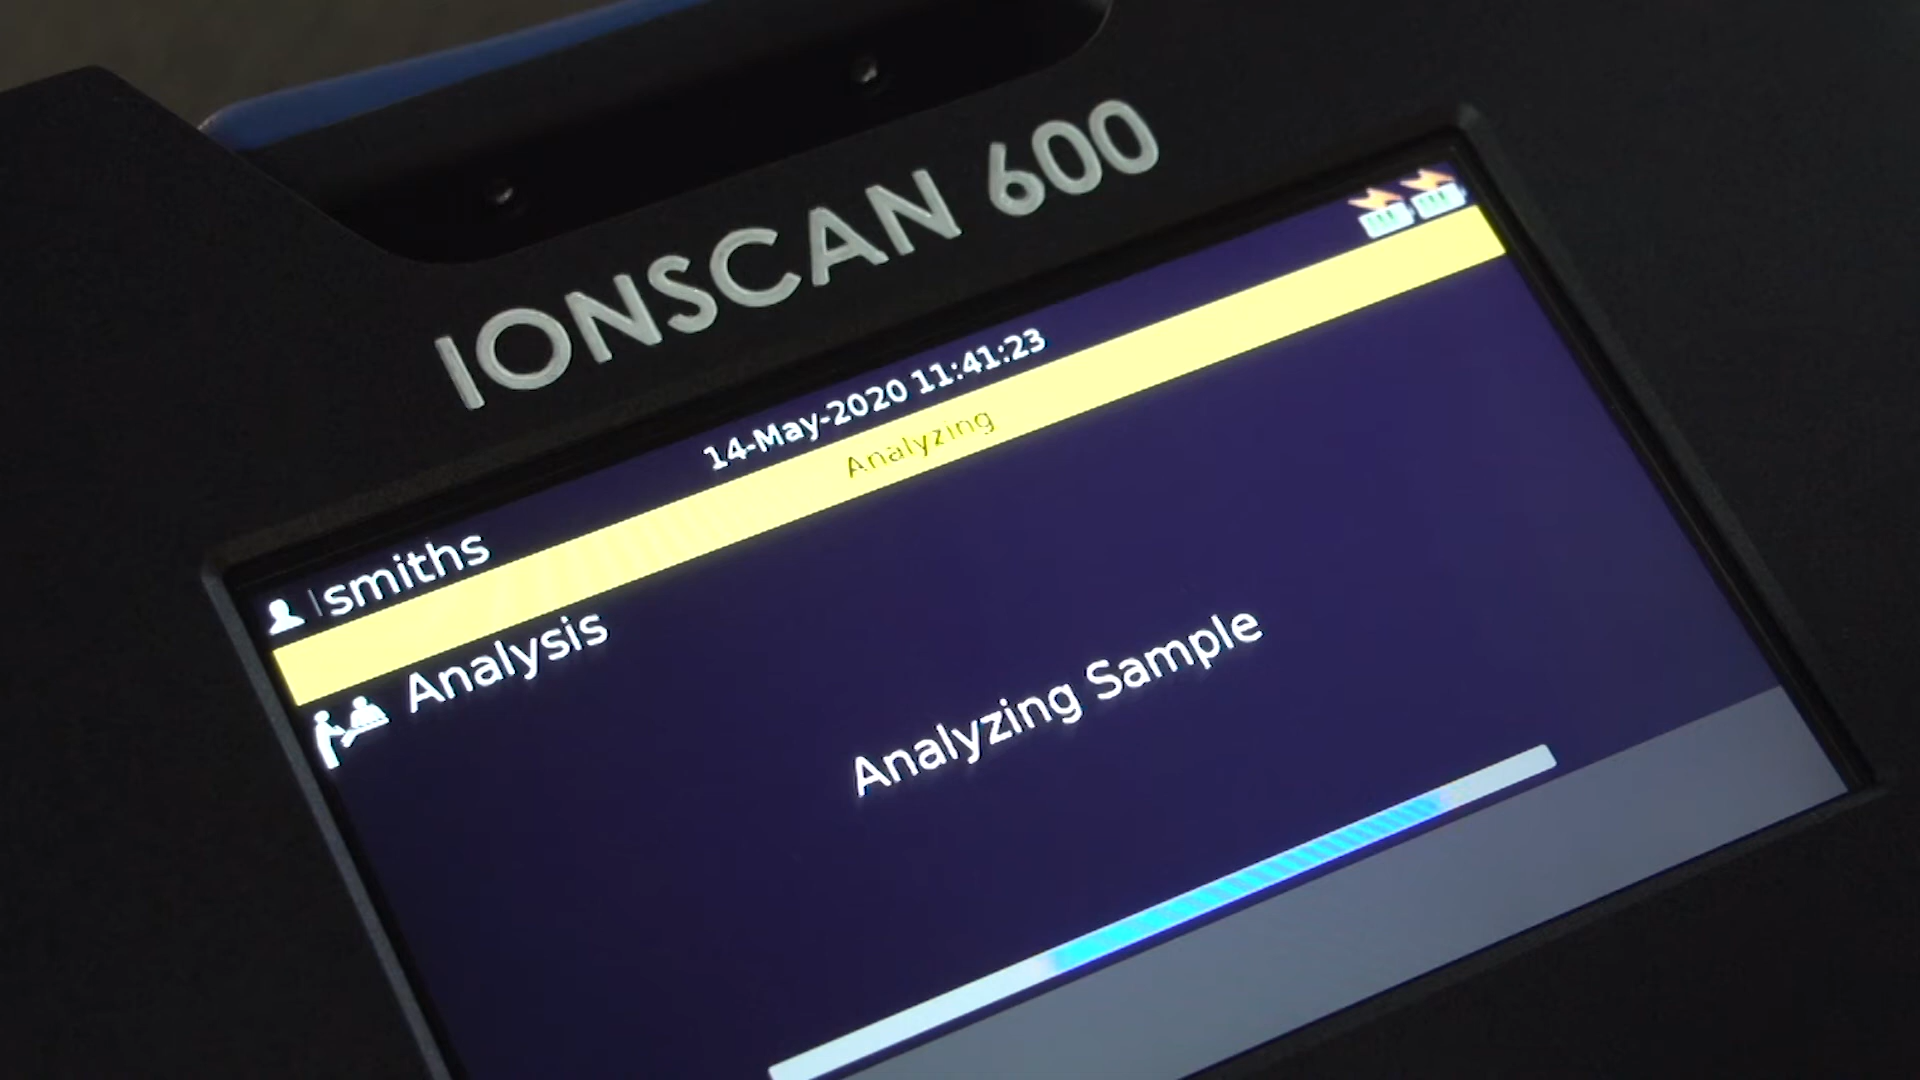 IONSCAN 600
14-May-2020 11:41:23
smiths
Analyzing
Analysis
Analyzing Sample